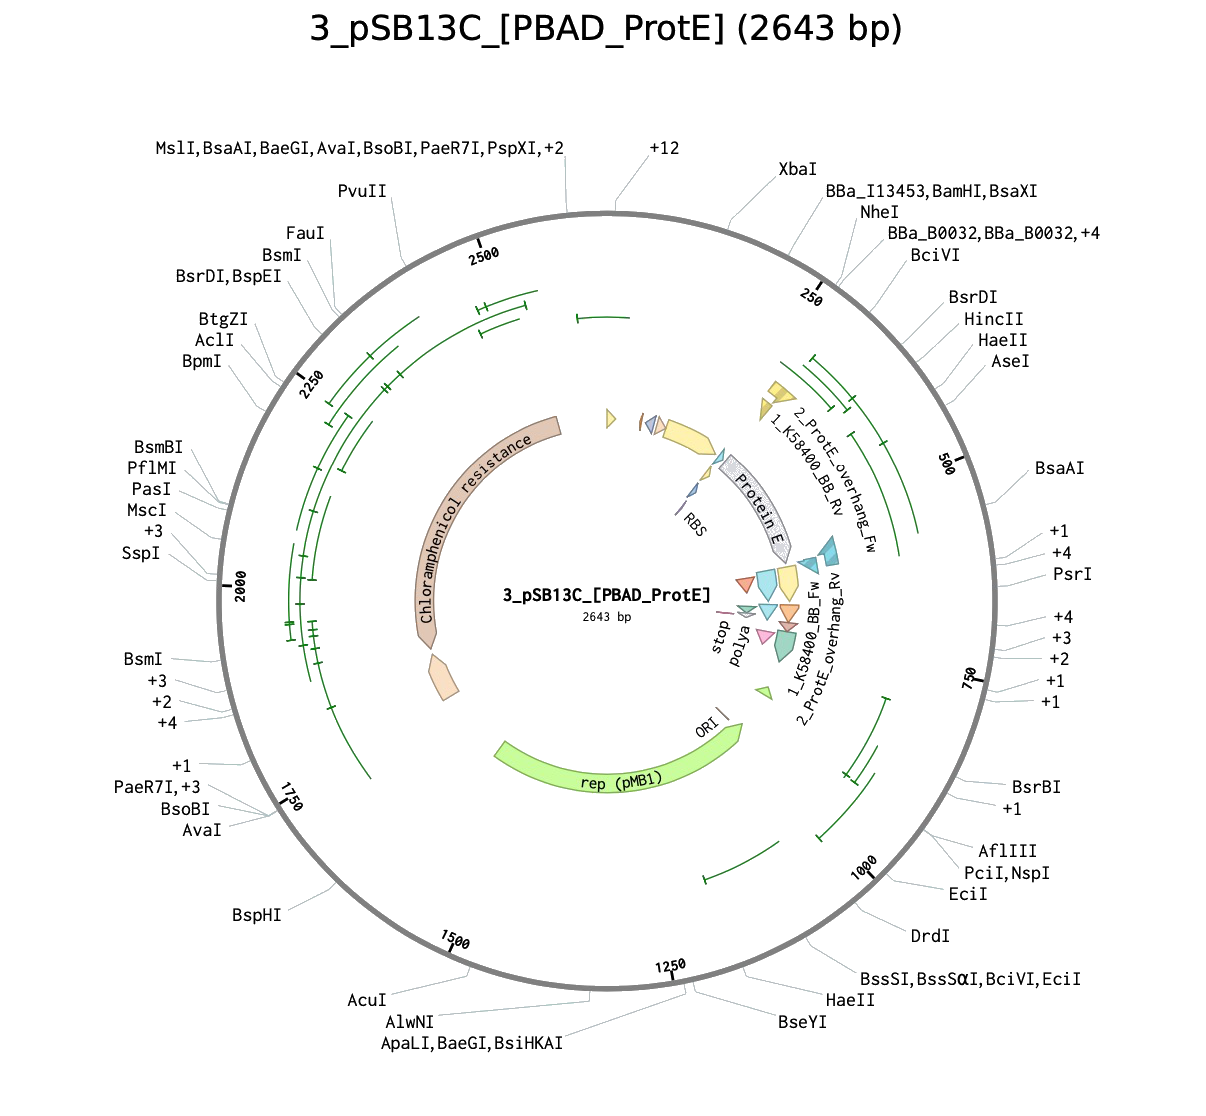 3_pSB13C_[PBAD_ProtE] (2643 bp)
MslI,BsaAI,BaeGI,AvaI,BsoBI,PaeR7I,PspXI,+2
+12
XbaI
PvuII
BBa_I13453,BamHI,BsaXI
NheI
FauI
BBa_B0032,BBa_B0032,+4
BsmI
BciVI
BsrDI,BspEI
BsrDI
BtgZI
HincII
AclI
HaeII
BpmI
AseI
2500
250
2250
500
2000
750
1750
1000
1500
1250
BsmBI
PflMI
BsaAI
PasI
MscI
+3
+1
SspI
+4
PsrI
+4
+3
BsmI
+2
+3
+1
+2
+1
+4
+1
PaeR7I,+3
BsrBI
BsoBI
+1
AvaI
AflIII
PciI,NspI
EciI
BspHI
DrdI
BssSI,BssSαI,BciVI,EciI
AcuI
HaeII
AlwNI
BseYI
ApaLI,BaeGI,BsiHKAI
2_ProtE_overhang_Fw
1_K58400_BB_Rv
Protein E
RBS
Chloramphenicol resistance
3_pSB13C_[PBAD_ProtE]
2643 bp
stop
polya
1_K58400_BB_Fw
2_ProtE_overhang_Rv
ORI
rep (pMB1)